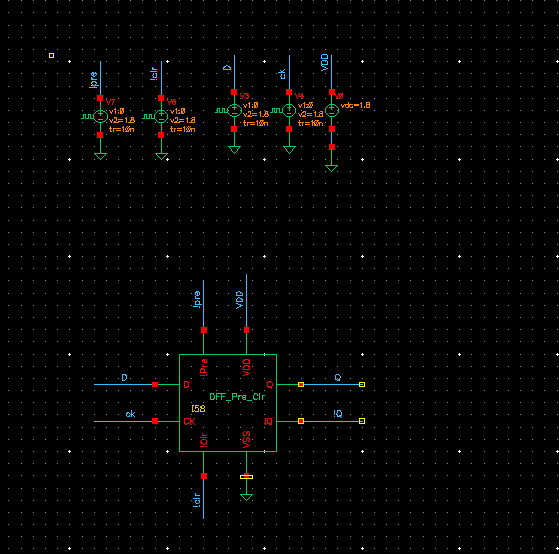 !pre
!clr
D
ck
VDD
V7
v1:0
v2=1.8
tr=10n
V6
v1:0
v2=1.8
tr=10n
V5
v1:0
v2=1.8
tr=10n
V4
v1:0
v2=1.8
tr=10n
vdc=1.8
!pre
VDD
!Pre
VDD
D
D
Q
Q
DFF_Pre_Clr
I58
ck
CK
!Q
!Q
!Clr
VSS
!clr